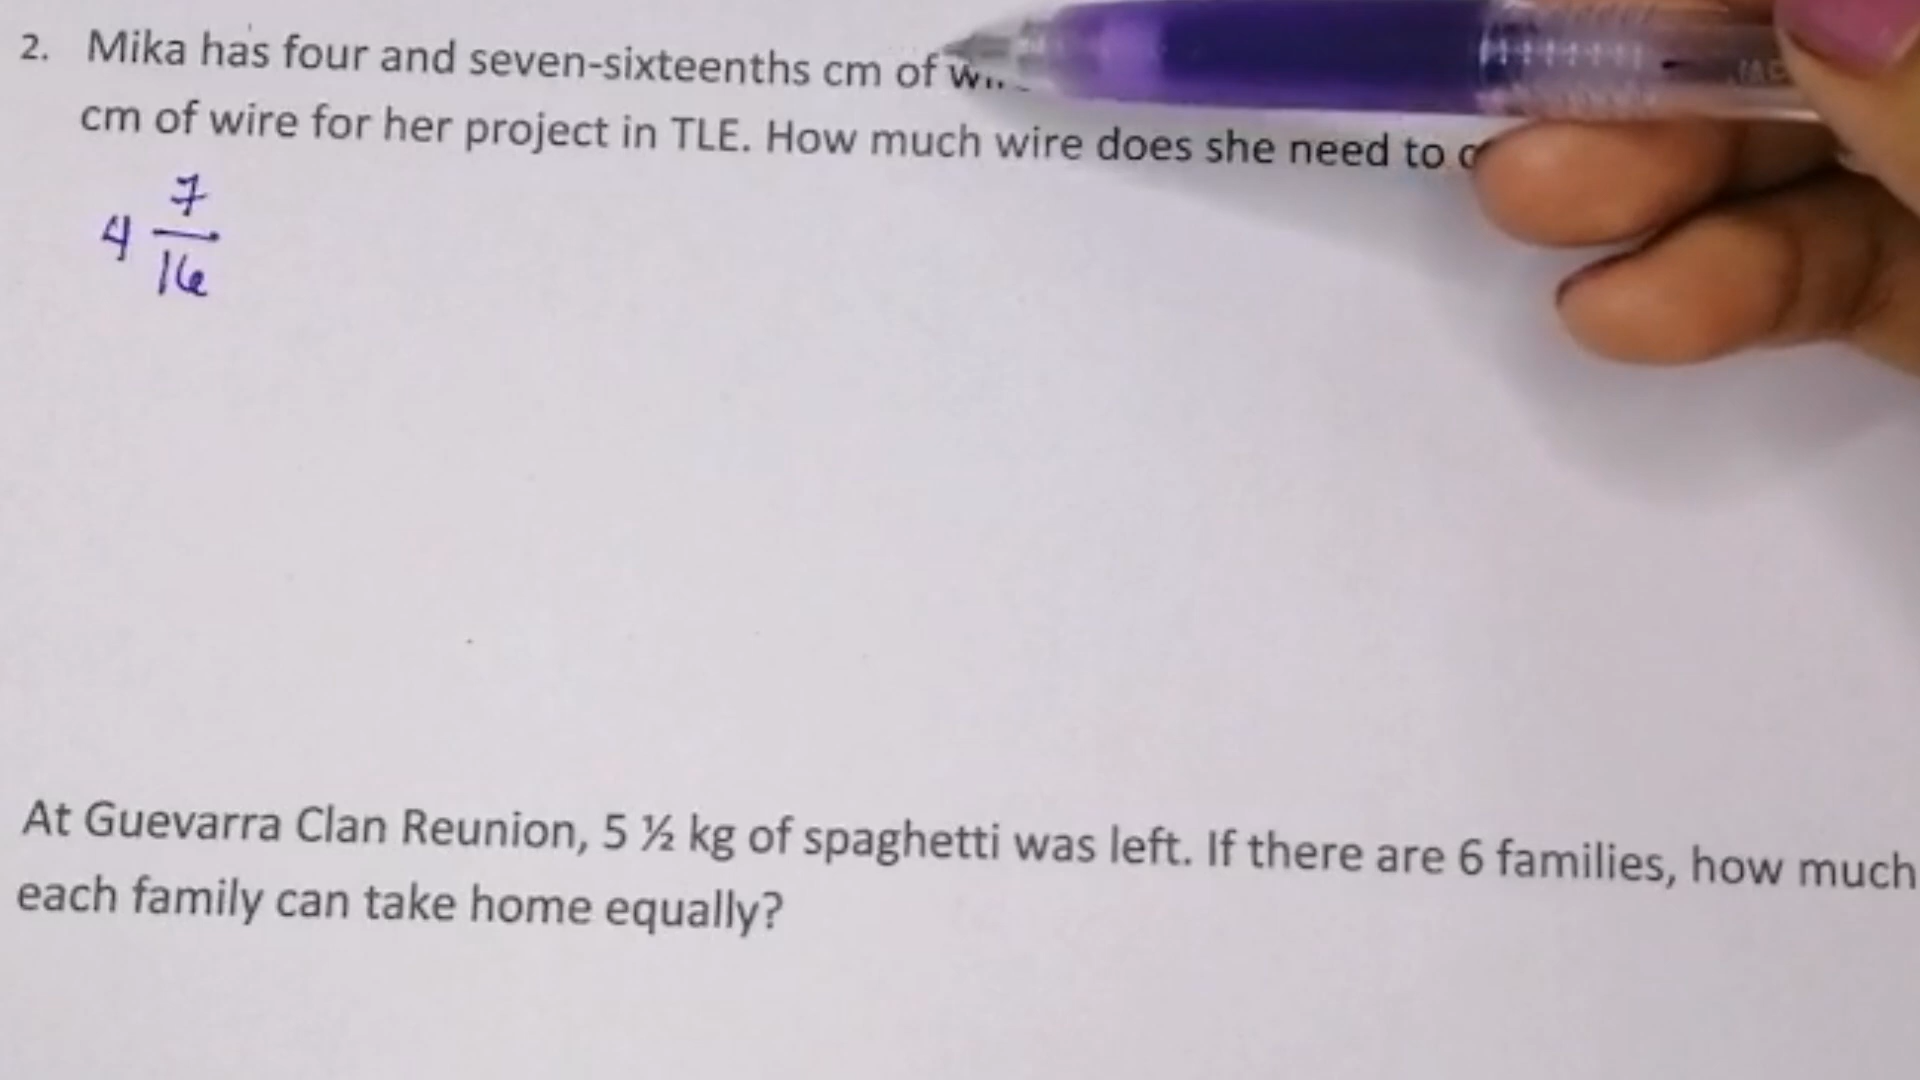 2. Mika has four and seven-sixteenths cm of
cm of wire for her project in TLE. How much wire does she need to
4 7/16
At Guevarra Clan Reunion, 5 ½ kg of spaghetti was left. If there are 6 families, how much
each family can take home equally?